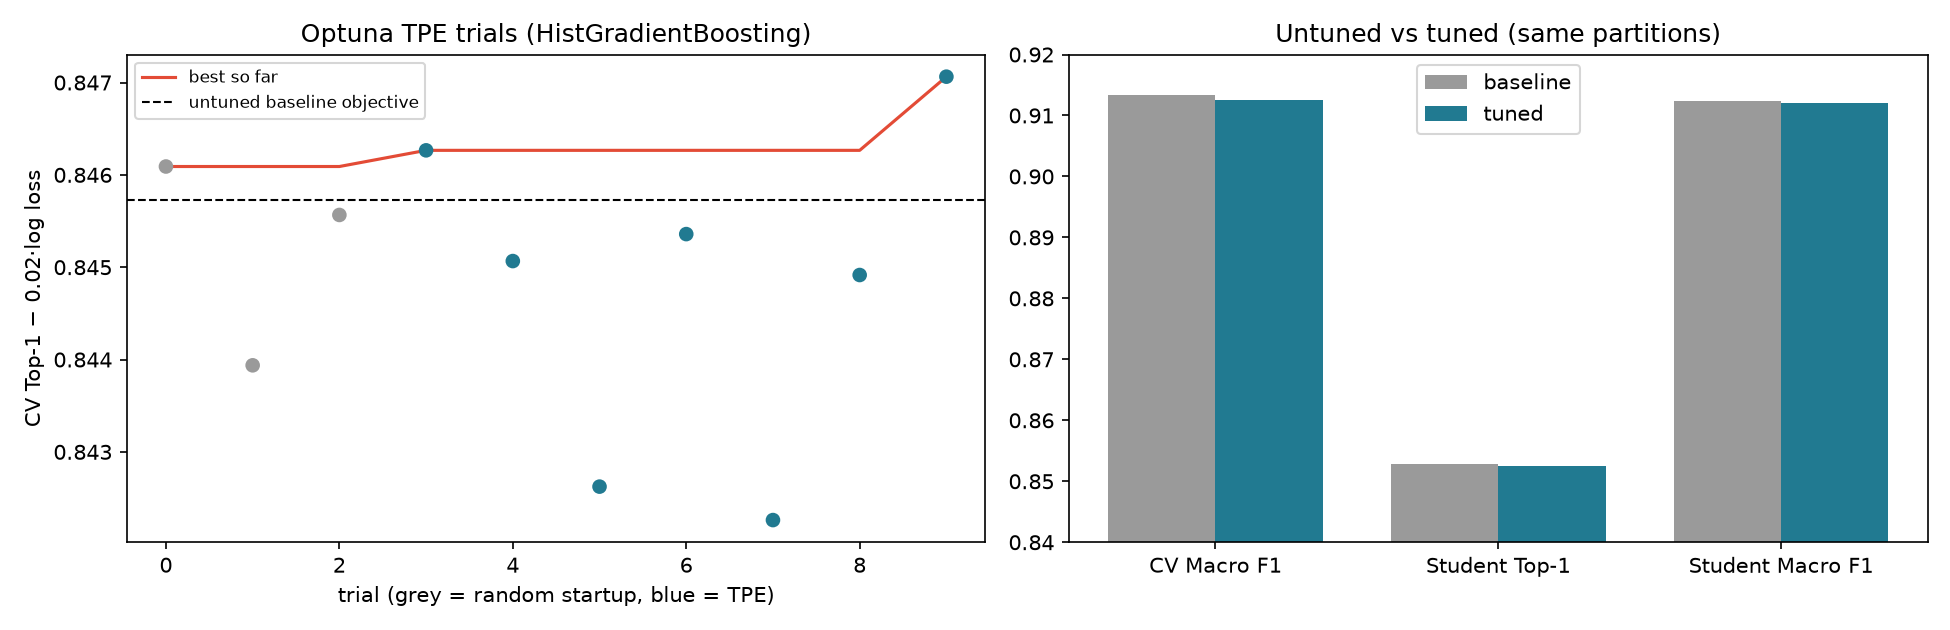 Optuna TPE trials (HistGradientBoosting)
best so far
untuned baseline objective
0.847
0.846
0.845
0.844
0.843
CV Top-1 − 0.02·log loss
0 2 4 6 8
trial (grey = random startup, blue = TPE)
Untuned vs tuned (same partitions)
baseline
tuned
0.92
0.91
0.90
0.89
0.88
0.87
0.86
0.85
0.84
CV Macro F1 Student Top-1 Student Macro F1